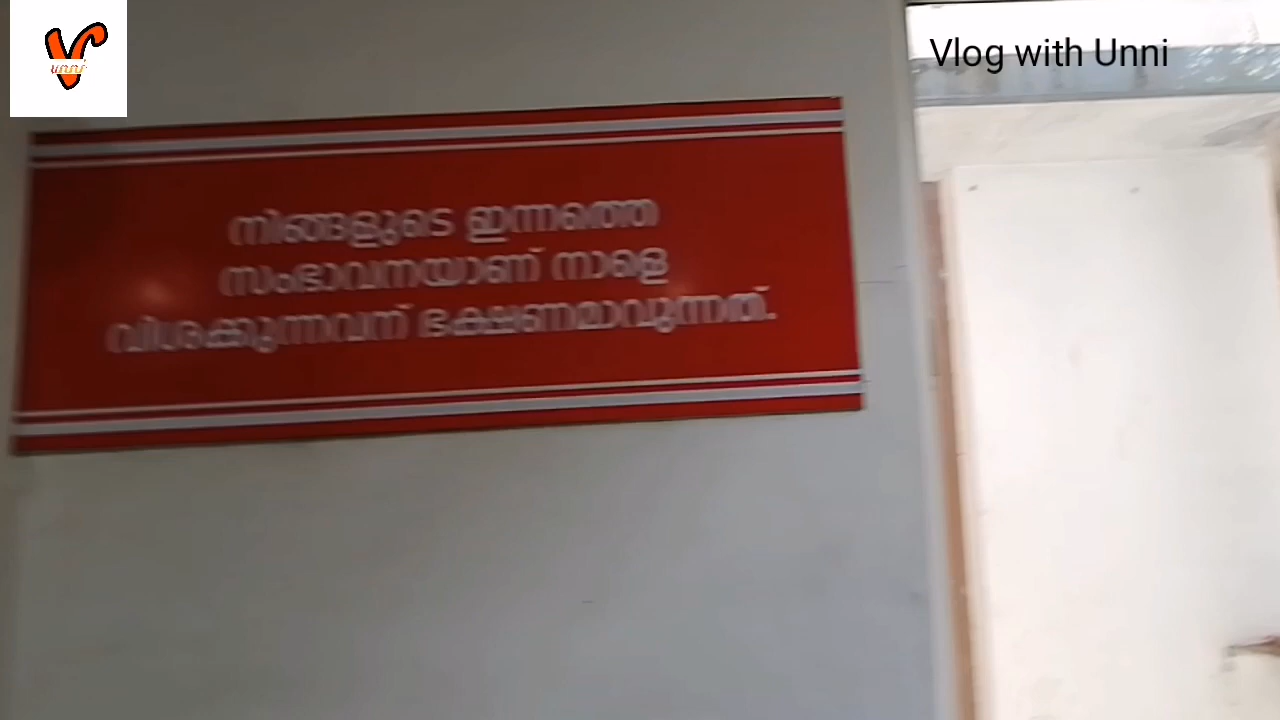 Vlog with Unni
നിങ്ങളുടെ ഇന്നത്തെ
സംഭാവനയാണ് നാളെ
വിശക്കുന്നവന് ഭക്ഷണമാവുന്നത്.